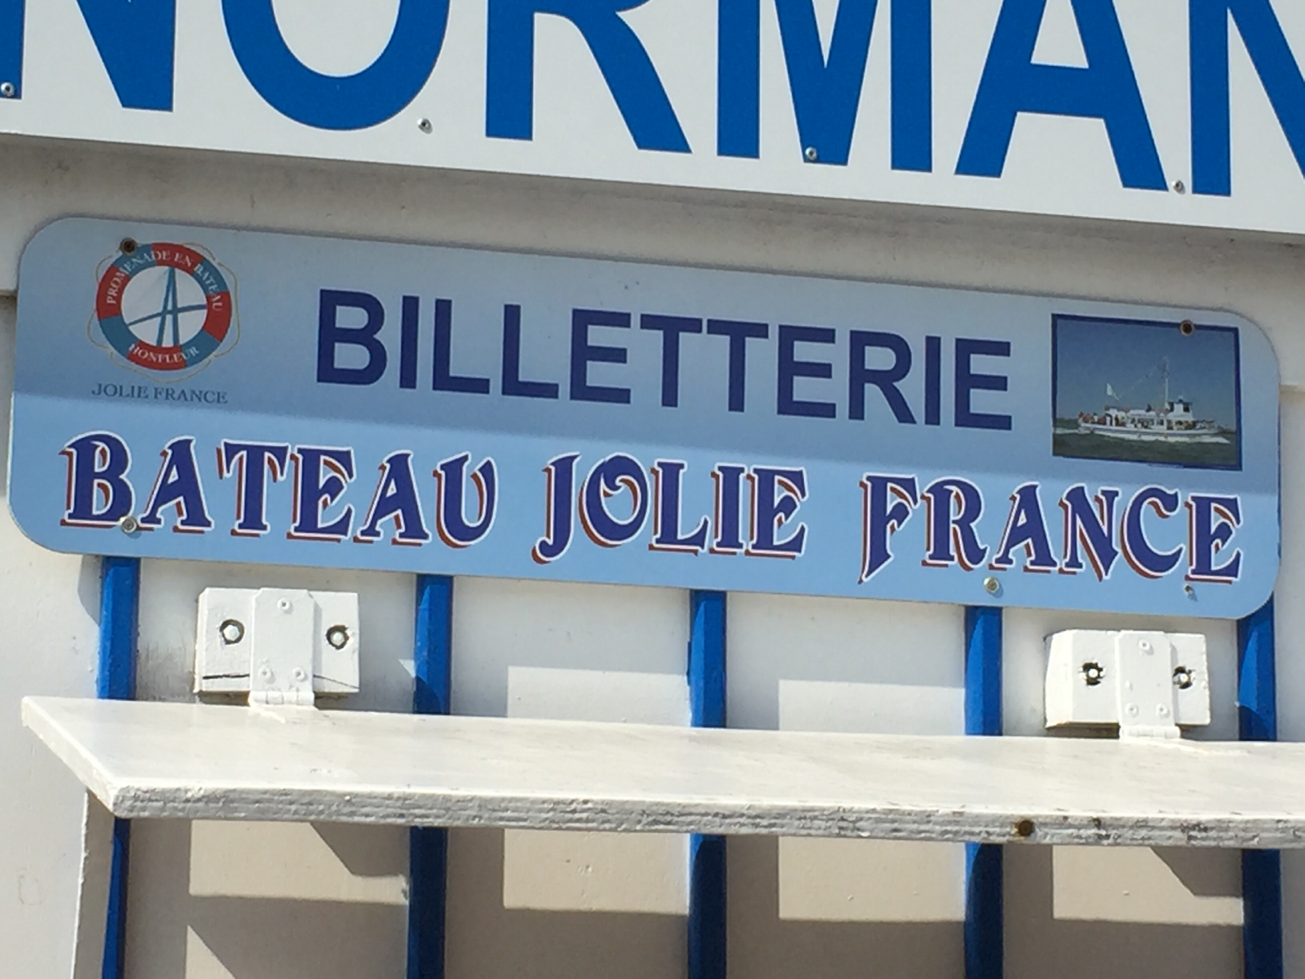 NORMAN
PROMENADE EN BATEAU
HONFLEUR
JOLIE FRANCE
BILLETTERIE
BATEAU JOLIE FRANCE